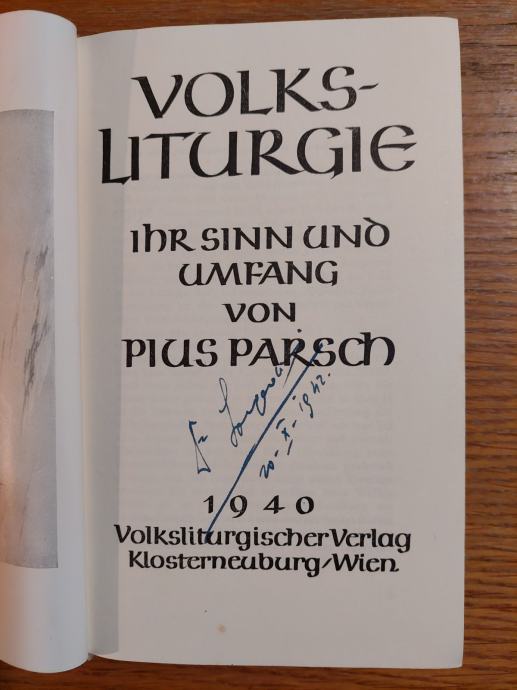 VOLKS-
LITURGIE
IHR SINN UND
UMFANG
VON
PIUS PARSCH
20-X-1942.
1940
Volksliturgischer Verlag
Klosterneuburg/Wien